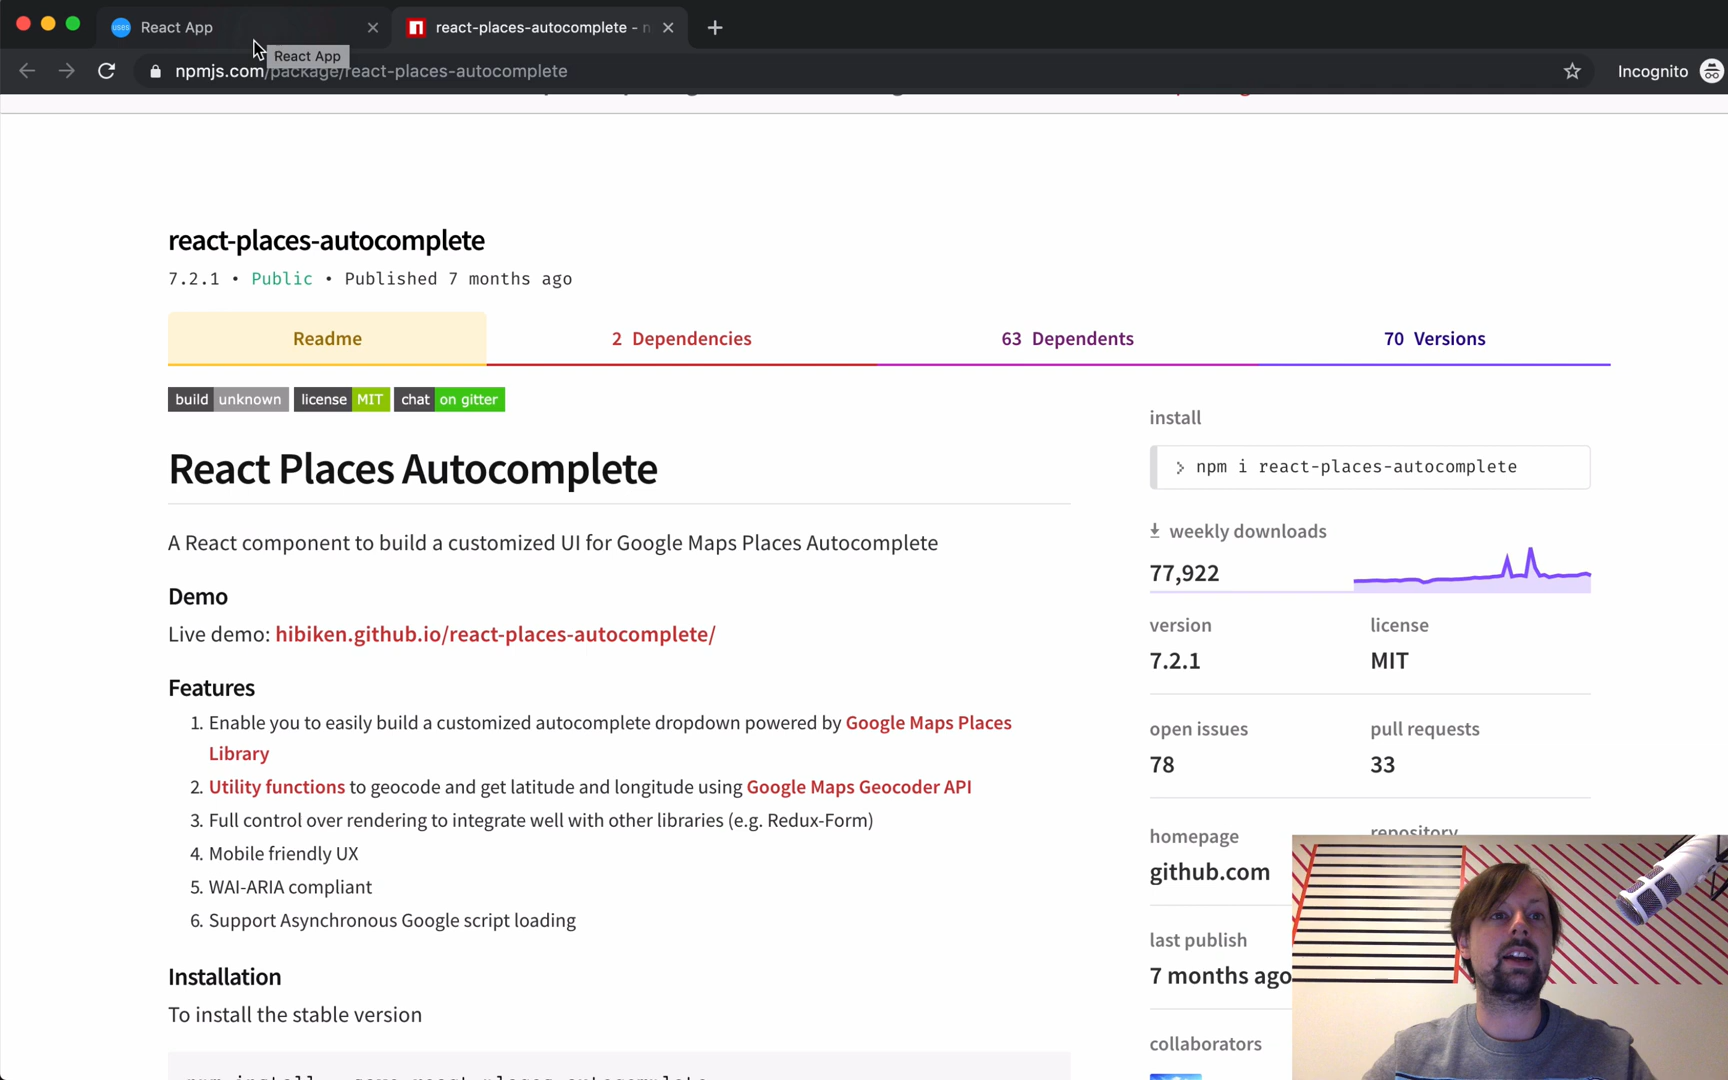 React App
react-places-autocomplete - n
React App
npmjs.com/package/react-places-autocomplete
Incognito
react-places-autocomplete
7.2.1 • Public • Published 7 months ago
Readme
2 Dependencies
63 Dependents
70 Versions
build unknown license MIT chat on gitter
React Places Autocomplete
A React component to build a customized UI for Google Maps Places Autocomplete
Demo
Live demo: hibiken.github.io/react-places-autocomplete/
Features
1. Enable you to easily build a customized autocomplete dropdown powered by Google Maps Places
Library
2. Utility functions to geocode and get latitude and longitude using Google Maps Geocoder API
3. Full control over rendering to integrate well with other libraries (e.g. Redux-Form)
4. Mobile friendly UX
5. WAI-ARIA compliant
6. Support Asynchronous Google script loading
Installation
To install the stable version
npm install --save react-places-autocomplete
install
> npm i react-places-autocomplete
weekly downloads
77,922
version
license
7.2.1
MIT
open issues
pull requests
78
33
homepage
repository
github.com
last publish
7 months ago
collaborators